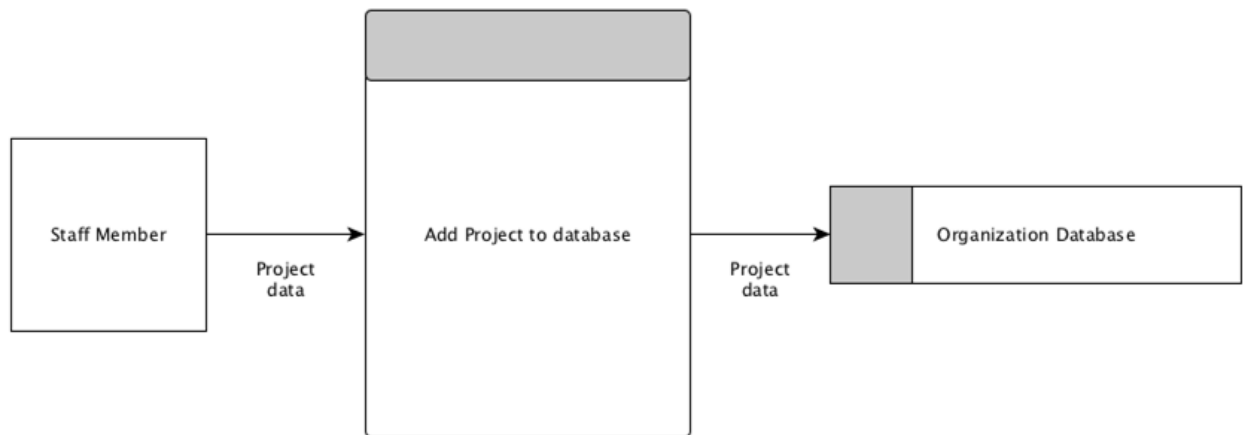 Staff Member
Project
data
Add Project to database
Project
data
Organization Database